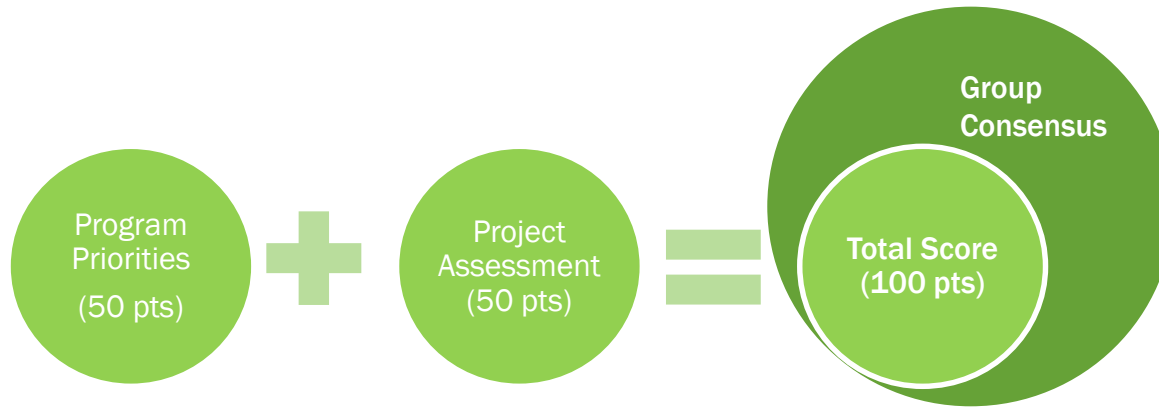 Program
Priorities
(50 pts)
Project
Assessment
(50 pts)
Group
Consensus
Total Score
(100 pts)